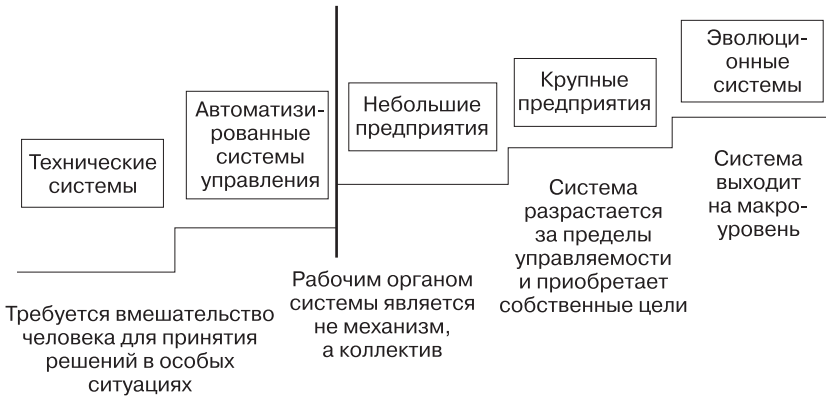 Технические
системы
Автоматизи-
рованные
системы
управления
Небольшие
предприятия
Крупные
предприятия
Эволюци-
онные
системы
Требуется вмешательство
человека для принятия
решений в особых
ситуациях
Рабочим органом
системы является
не механизм,
а коллектив
Система
разрастается
за пределы
управляемости
и приобретает
собственные цели
Система
выходит
на макро-
уровень